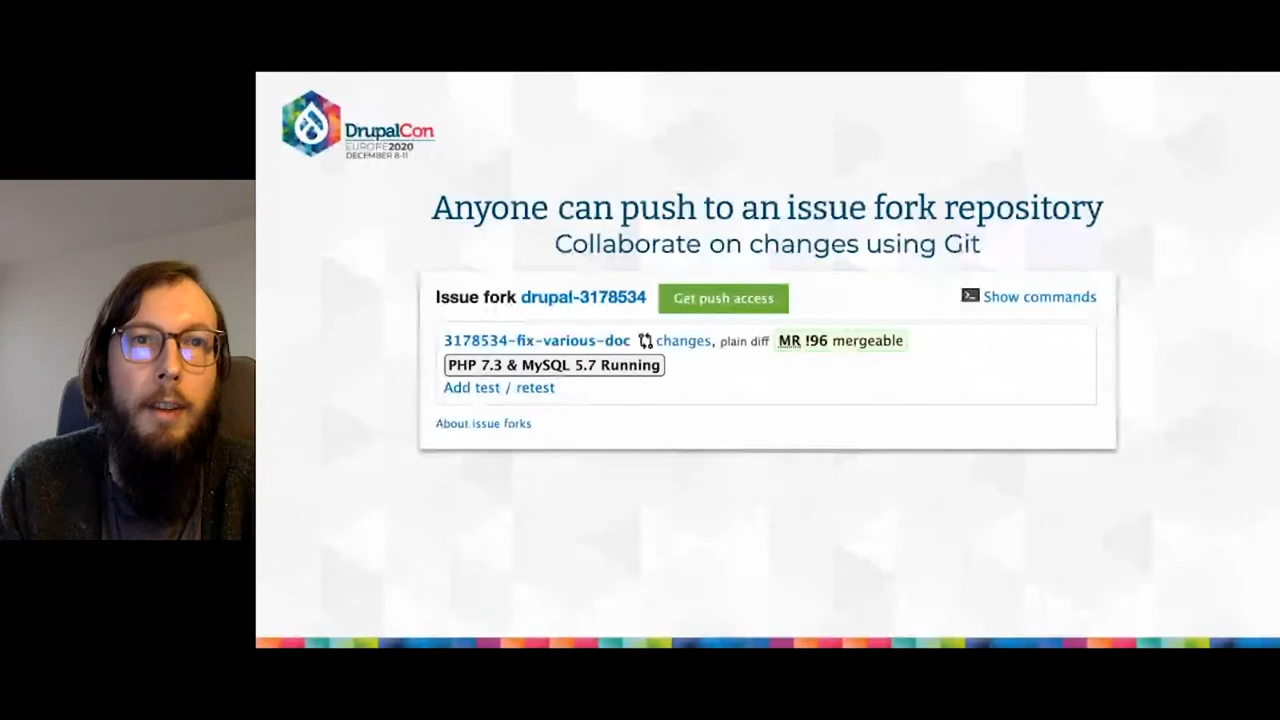 DrupalCon
EUROPE2020
DECEMBER 8-11
Anyone can push to an issue fork repository
Collaborate on changes using Git
Issue fork drupal-3178534 Get push access Show commands
3178534-fix-various-doc changes, plain diff MR !96 mergeable
PHP 7.3 & MySQL 5.7 Running
Add test / retest
About issue forks